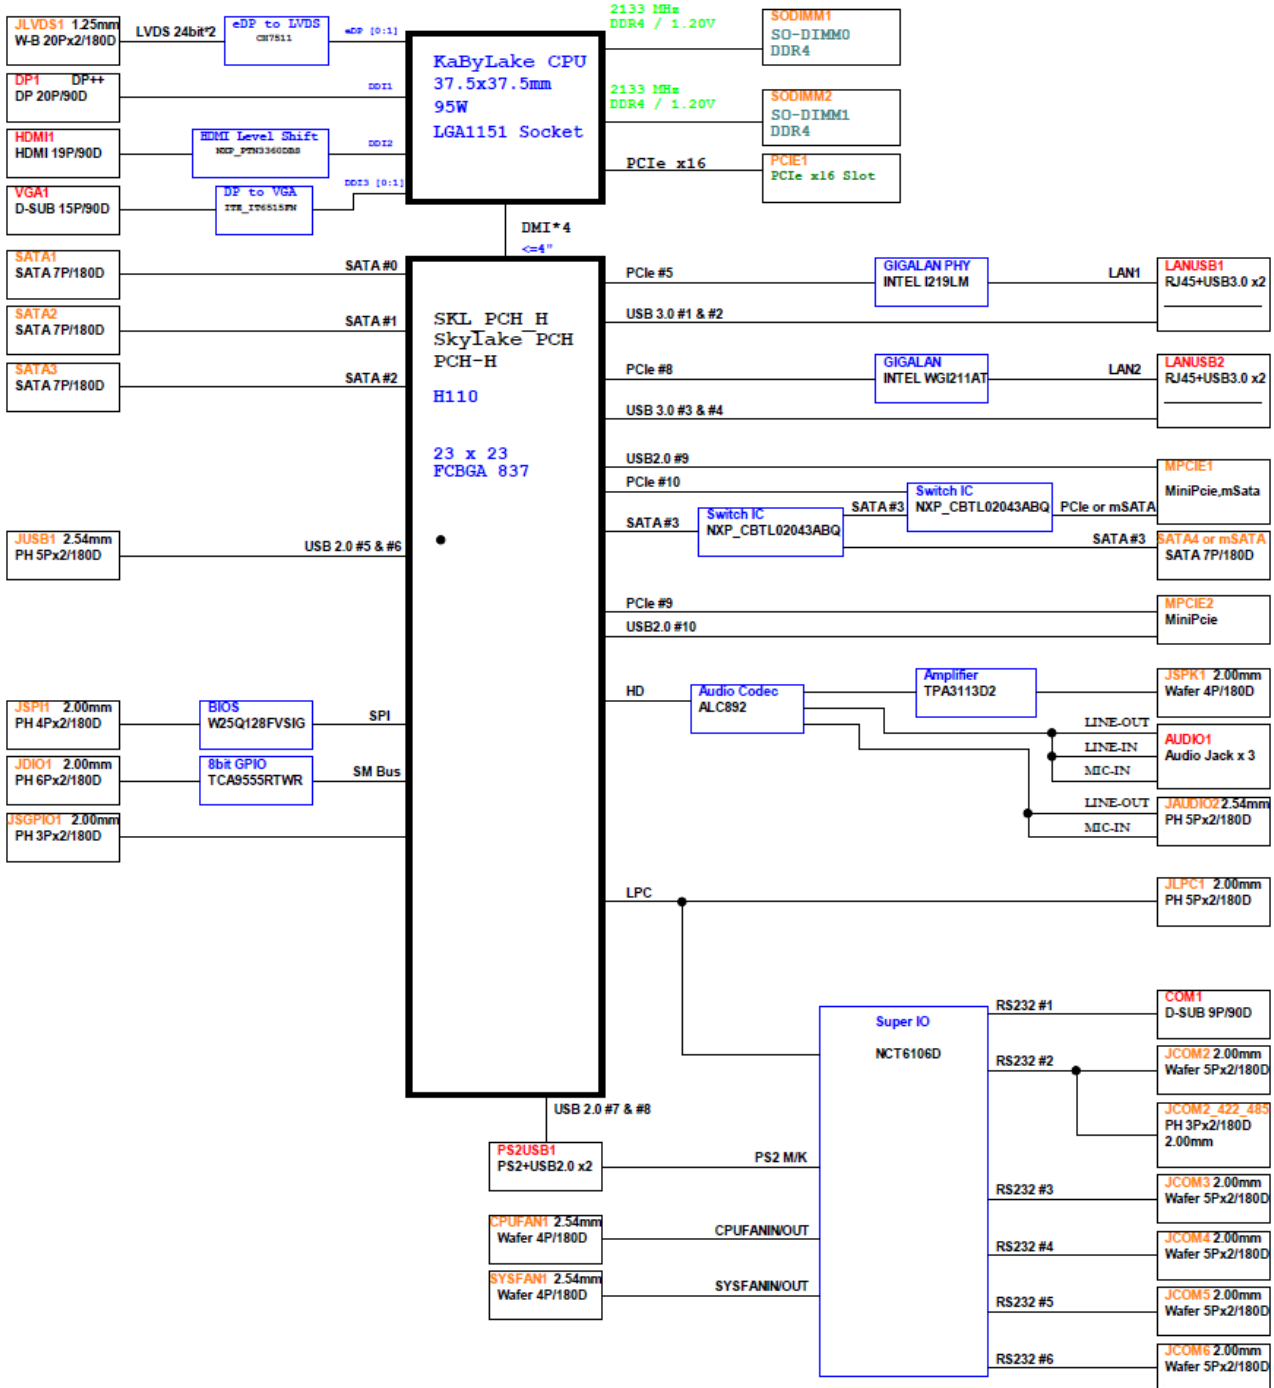 JLVDS1 1.25mm
W-B 20Px2/180D
LVDS 24bit*2
eDP to LVDS
CH7511
eDP [0:1]
DP1 DP++
DP 20P/90D
DDI1
HDMI1
HDMI 19P/90D
HDMI Level Shift
NXP_PTN3360DBS
DDI2
VGA1
D-SUB 15P/90D
DP to VGA
ITE_IT6515FN
DDI3 [0:1]
KaByLake CPU
37.5x37.5mm
95W
LGA1151 Socket
2133 MHz
DDR4 / 1.20V
SODIMM1
SO-DIMM0
DDR4
2133 MHz
DDR4 / 1.20V
SODIMM2
SO-DIMM1
DDR4
PCIe x16
PCIE1
PCIe x16 Slot
DMI*4
<=4"
SATA1
SATA 7P/180D
SATA #0
SATA2
SATA 7P/180D
SATA #1
SATA3
SATA 7P/180D
SATA #2
SKL_PCH_H
Skylake_PCH
PCH-H
H110
23 x 23
FCBGA 837
JUSB1 2.54mm
PH 5Px2/180D
USB 2.0 #5 & #6
JSPI1 2.00mm
PH 4Px2/180D
BIOS
W25Q128FVSIG
SPI
JDIO1 2.00mm
PH 6Px2/180D
8bit GPIO
TCA9555RTWR
SM Bus
JSGPIO1 2.00mm
PH 3Px2/180D
PCIe #5
GIGALAN PHY
INTEL I219LM
LAN1
LANUSB1
RJ45+USB3.0 x2
USB 3.0 #1 & #2
PCIe #8
GIGALAN
INTEL WGI211AT
LAN2
LANUSB2
RJ45+USB3.0 x2
USB 3.0 #3 & #4
USB2.0 #9
PCIe #10
Switch IC
NXP_CBTL02043ABQ
PCIe or mSATA
MPCIE1
MiniPcie,mSata
SATA #3
Switch IC
NXP_CBTL02043ABQ
SATA #3
SATA #3
SATA4 or mSATA
SATA 7P/180D
PCIe #9
USB2.0 #10
MPCIE2
MiniPcie
HD
Audio Codec
ALC892
Amplifier
TPA3113D2
JSPK1 2.00mm
Wafer 4P/180D
LINE-OUT
LINE-IN
MIC-IN
AUDIO1
Audio Jack x 3
LINE-OUT
MIC-IN
JAUDIO2 2.54mm
PH 5Px2/180D
LPC
JLPC1 2.00mm
PH 5Px2/180D
Super IO
NCT6106D
RS232 #1
COM1
D-SUB 9P/90D
RS232 #2
JCOM2 2.00mm
Wafer 5Px2/180D
JCOM2_422_485
PH 3Px2/180D
2.00mm
RS232 #3
JCOM3 2.00mm
Wafer 5Px2/180D
RS232 #4
JCOM4 2.00mm
Wafer 5Px2/180D
RS232 #5
JCOM5 2.00mm
Wafer 5Px2/180D
RS232 #6
JCOM6 2.00mm
Wafer 5Px2/180D
USB 2.0 #7 & #8
PS2USB1
PS2+USB2.0 x2
PS2 M/K
CPUFAN1 2.54mm
Wafer 4P/180D
CPUFANIN/OUT
SYSFAN1 2.54mm
Wafer 4P/180D
SYSFANIN/OUT